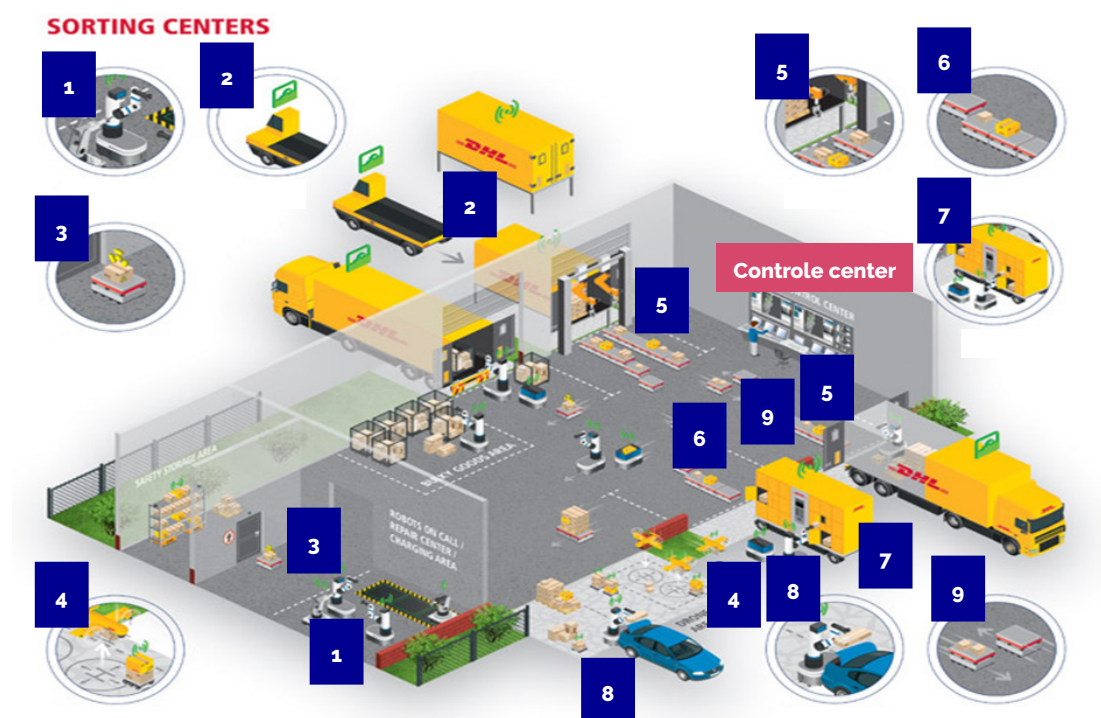 SORTING CENTERS
1
2
5
6
DHL
2
3
7
Controle center
NTROL CENTER
DHL
5
5
9
6
SAFETY STORAGE AREA
BULKY GOODS AREA
DHL
ROBOTS ON CALL /
REPAIR CENTER /
CHARGING AREA
3
7
4
4
8
9
1
8